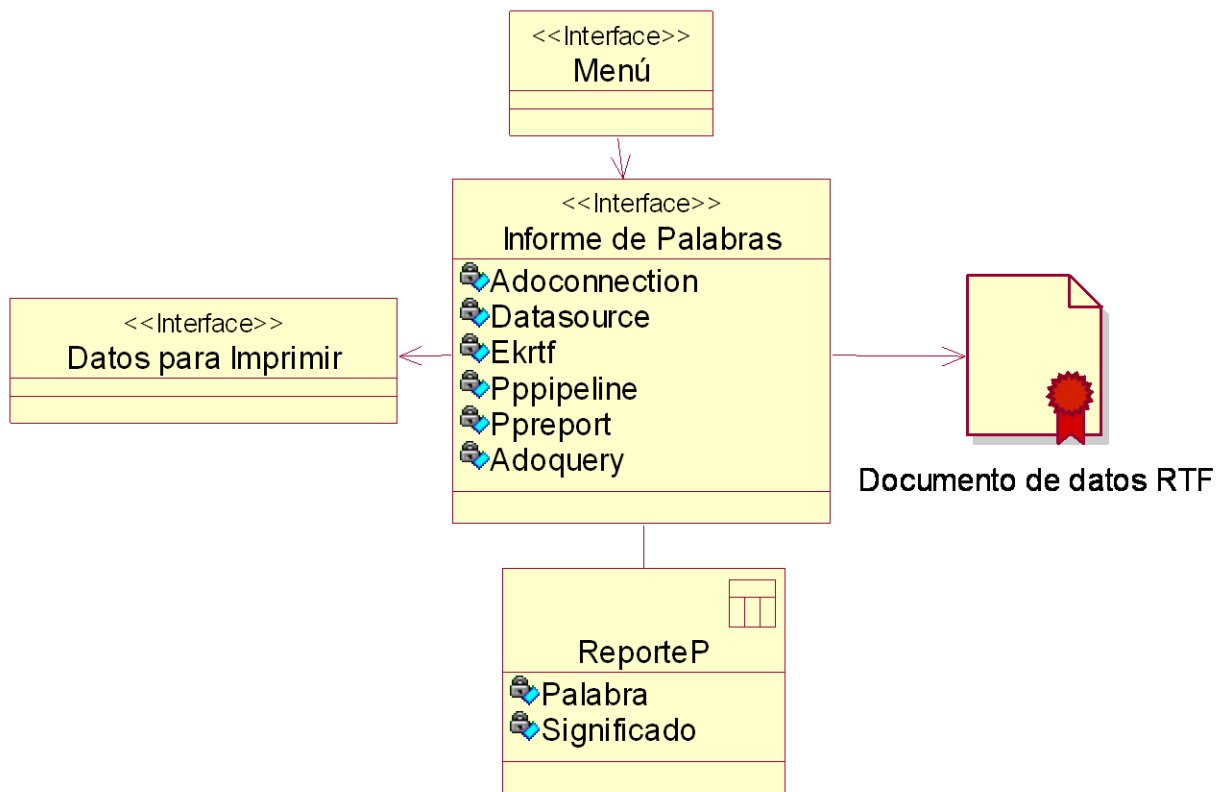 <<Interface>>
Menú
<<Interface>>
Informe de Palabras
Adoconnection
Datasource
Ekrtf
Pppipeline
Ppreport
Adoquery
<<Interface>>
Datos para Imprimir
Documento de datos RTF
ReporteP
Palabra
Significado